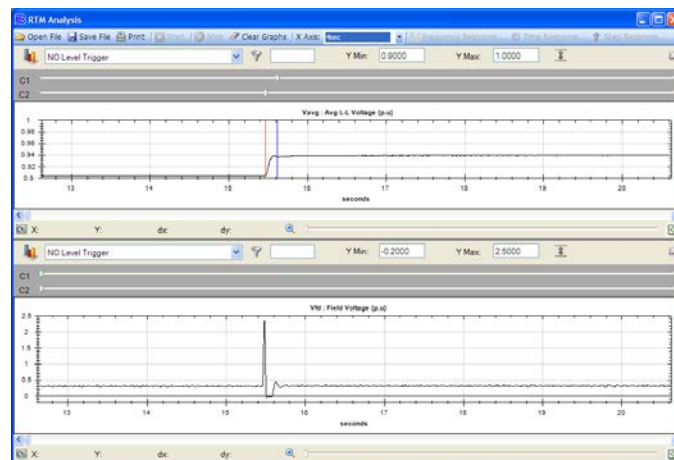 RTM Analysis
Open File Save File Print Start Stop Clear Graphs X Axis: 8sec Frequency Response Time Response Step Response
NO Level Trigger Y Min: 0.9000 Y Max: 1.0000
C1
C2
Vavg : Avg L-L Voltage (p.u)
1
0.98
0.96
0.94
0.92
0.9
13 14 15 16 17 18 19 20
seconds
X: Y: dx: dy:
NO Level Trigger Y Min: -0.2000 Y Max: 2.5000
C1
C2
Vfd : Field Voltage (p.u)
2.5
2
1.5
1
0.5
0
13 14 15 16 17 18 19 20
seconds
X: Y: dx: dy: